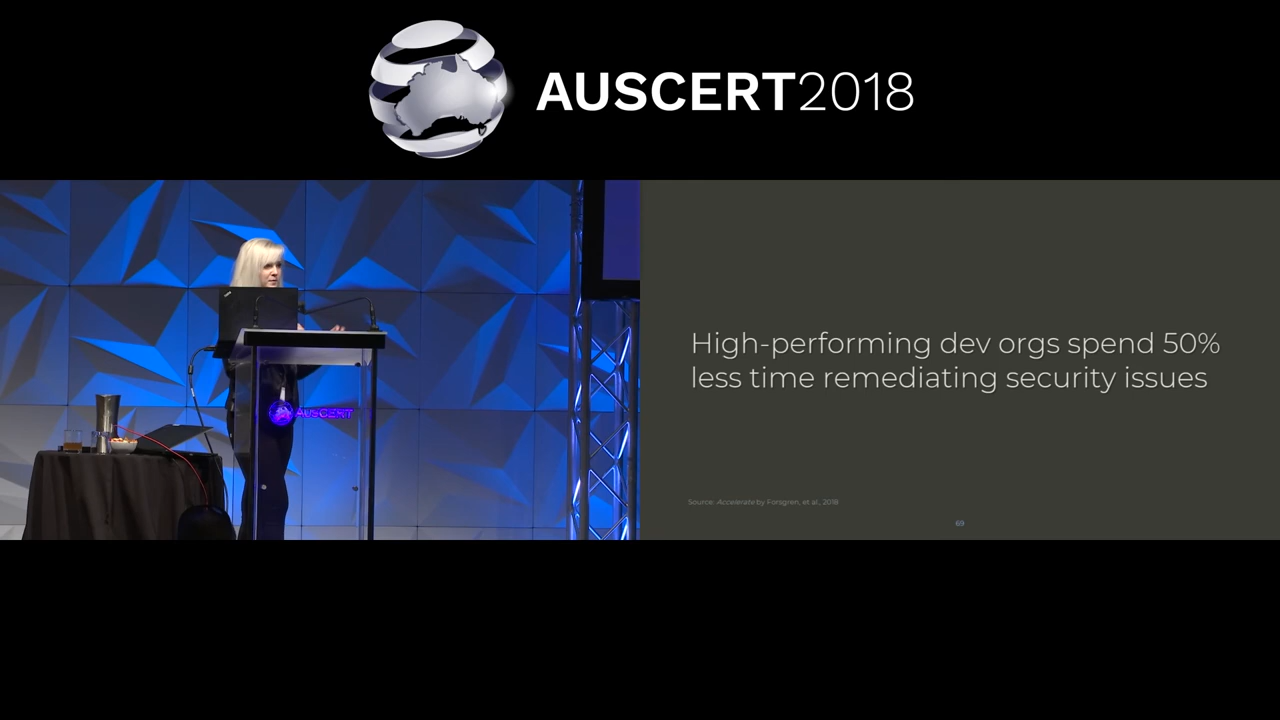 AUSCERT2018
High-performing dev orgs spend 50%
less time remediating security issues
AUSCERT
Source: Accelerate by Forsgren, et al., 2018
69